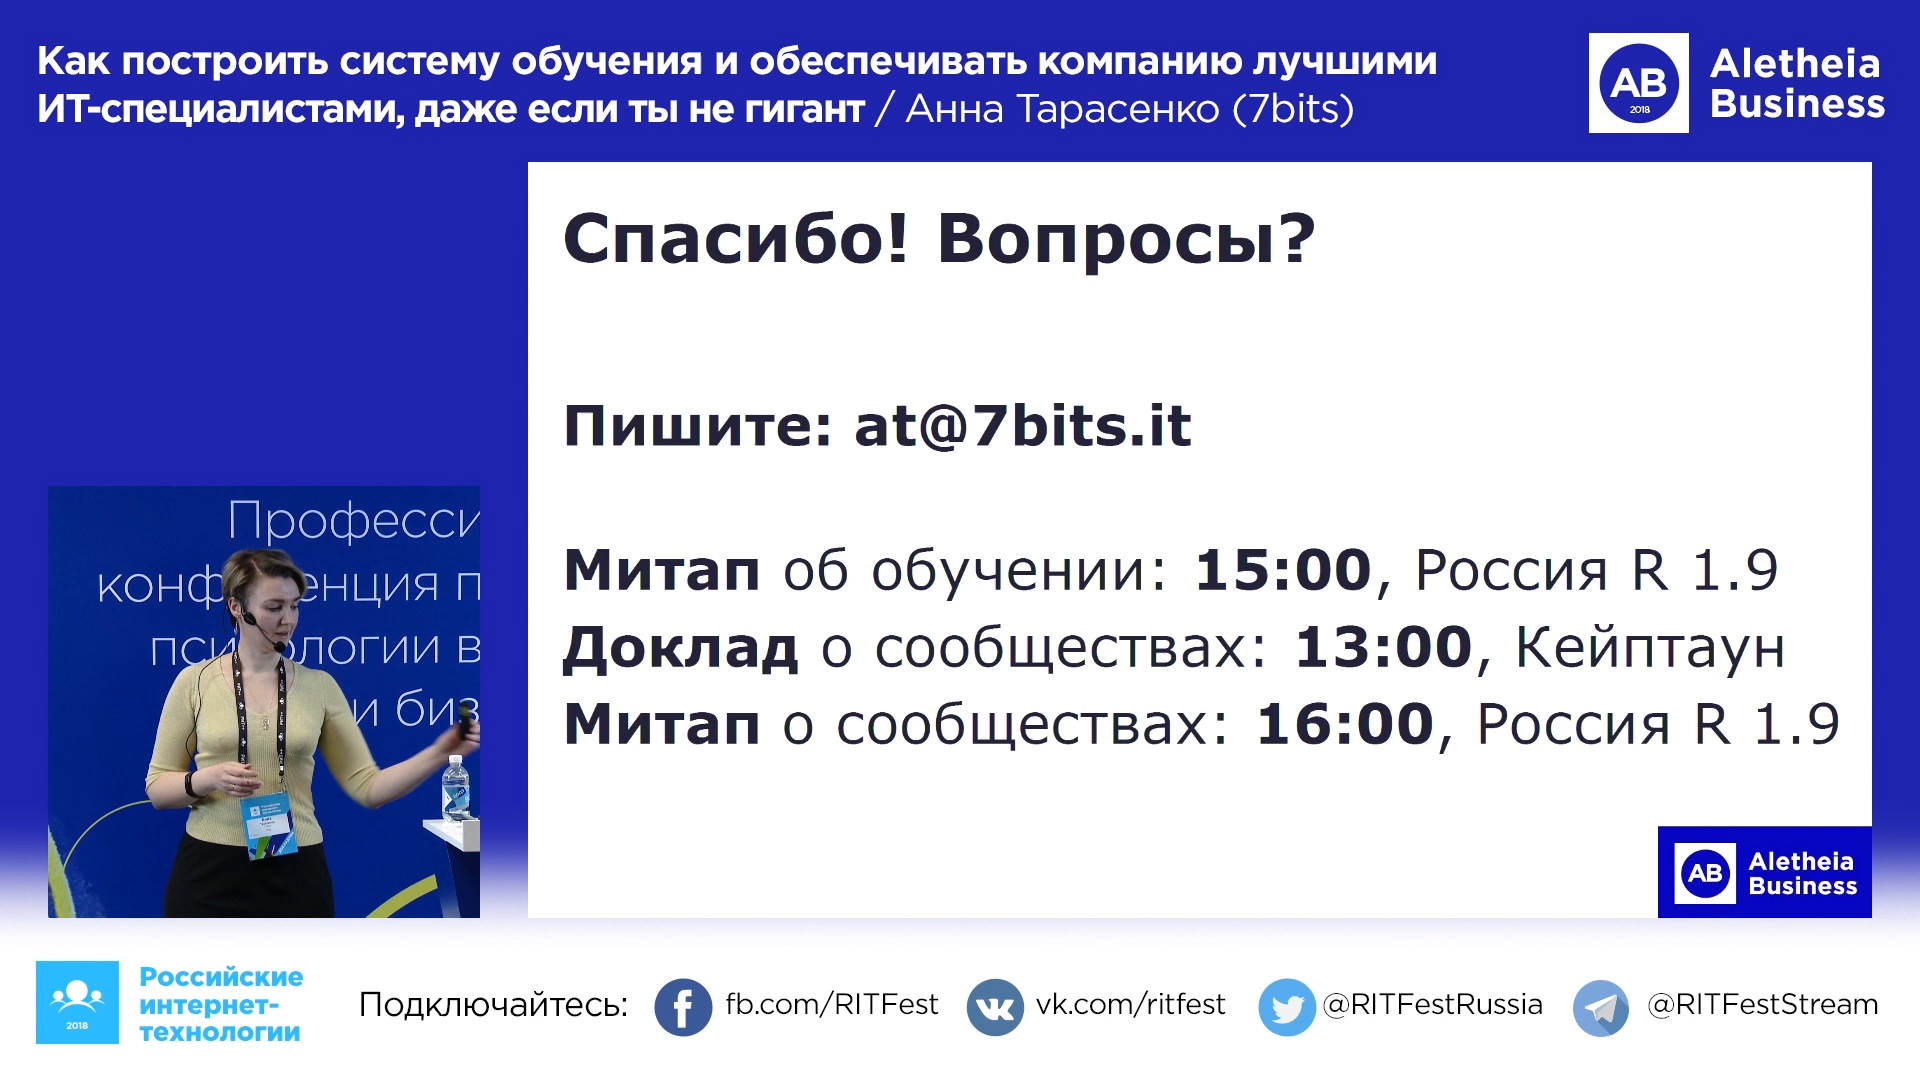 Как построить систему обучения и обеспечивать компанию лучшими
ИТ-специалистами, даже если ты не гигант / Анна Тарасенко (7bits)
AB
2018
Aletheia
Business
Спасибо! Вопросы?
Пишите: at@7bits.it
Митап об обучении: 15:00, Россия R 1.9
Доклад о сообществах: 13:00, Кейптаун
Митап о сообществах: 16:00, Россия R 1.9
AB
Aletheia
Business
Професси
конф енция п
пси ологии в
и биз
2018
Российские
интернет-
технологии
Подключайтесь:
fb.com/RITFest
vk.com/ritfest
@RITFestRussia
@RITFestStream